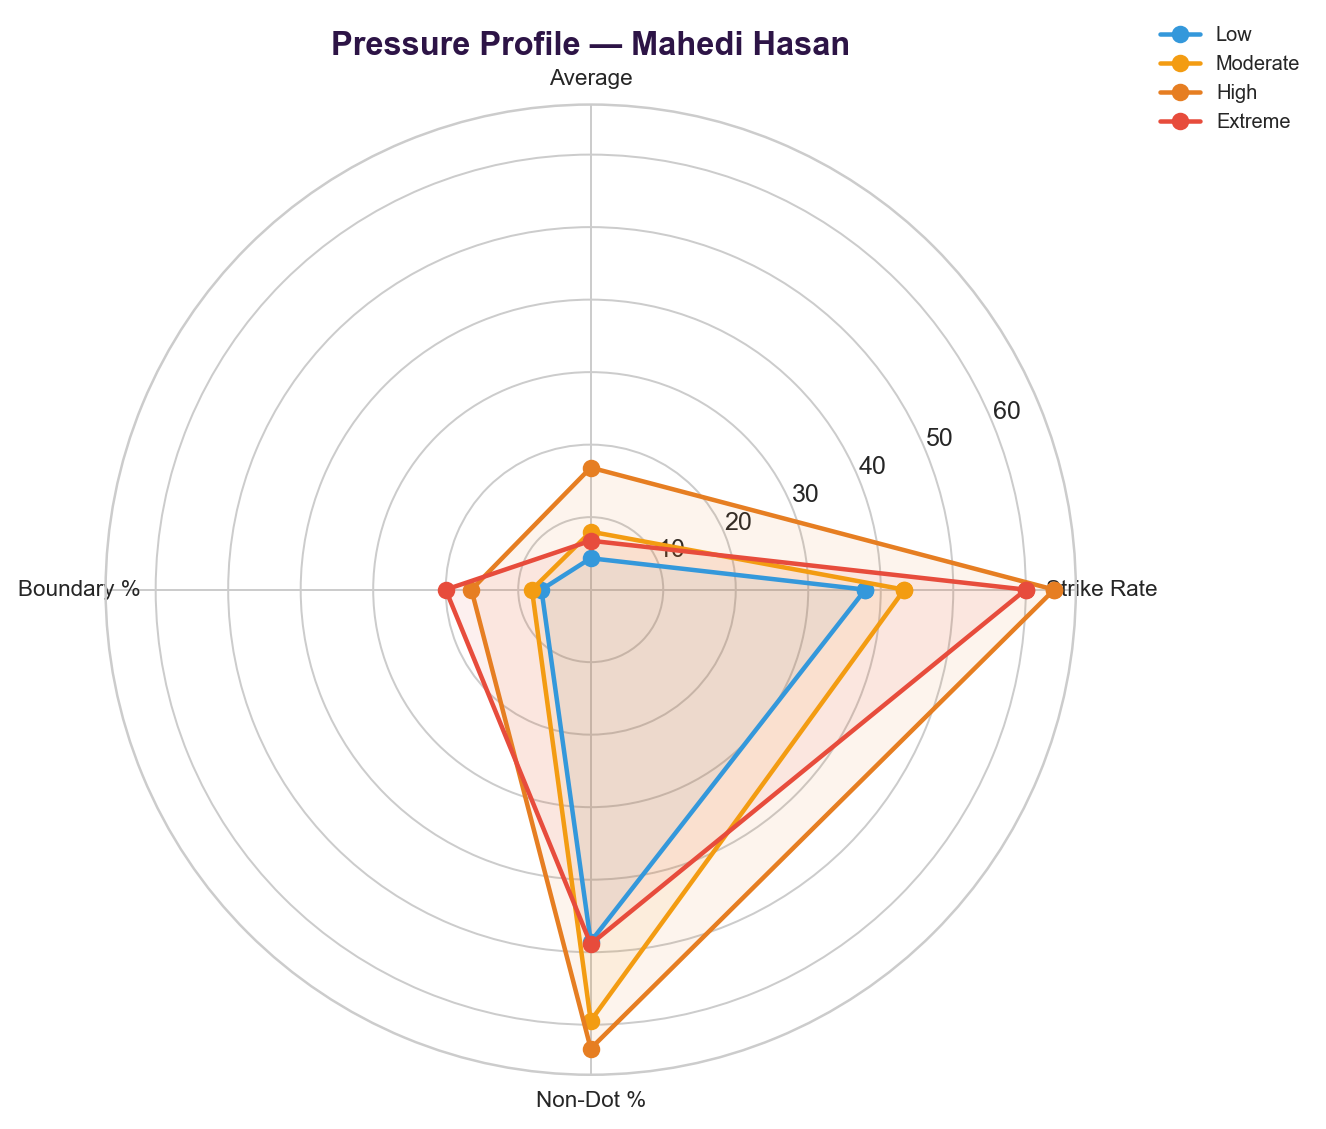 Pressure Profile — Mahedi Hasan
Low
Moderate
High
Extreme
Average
60
50
40
30
20
10
Boundary %
Strike Rate
Non-Dot %